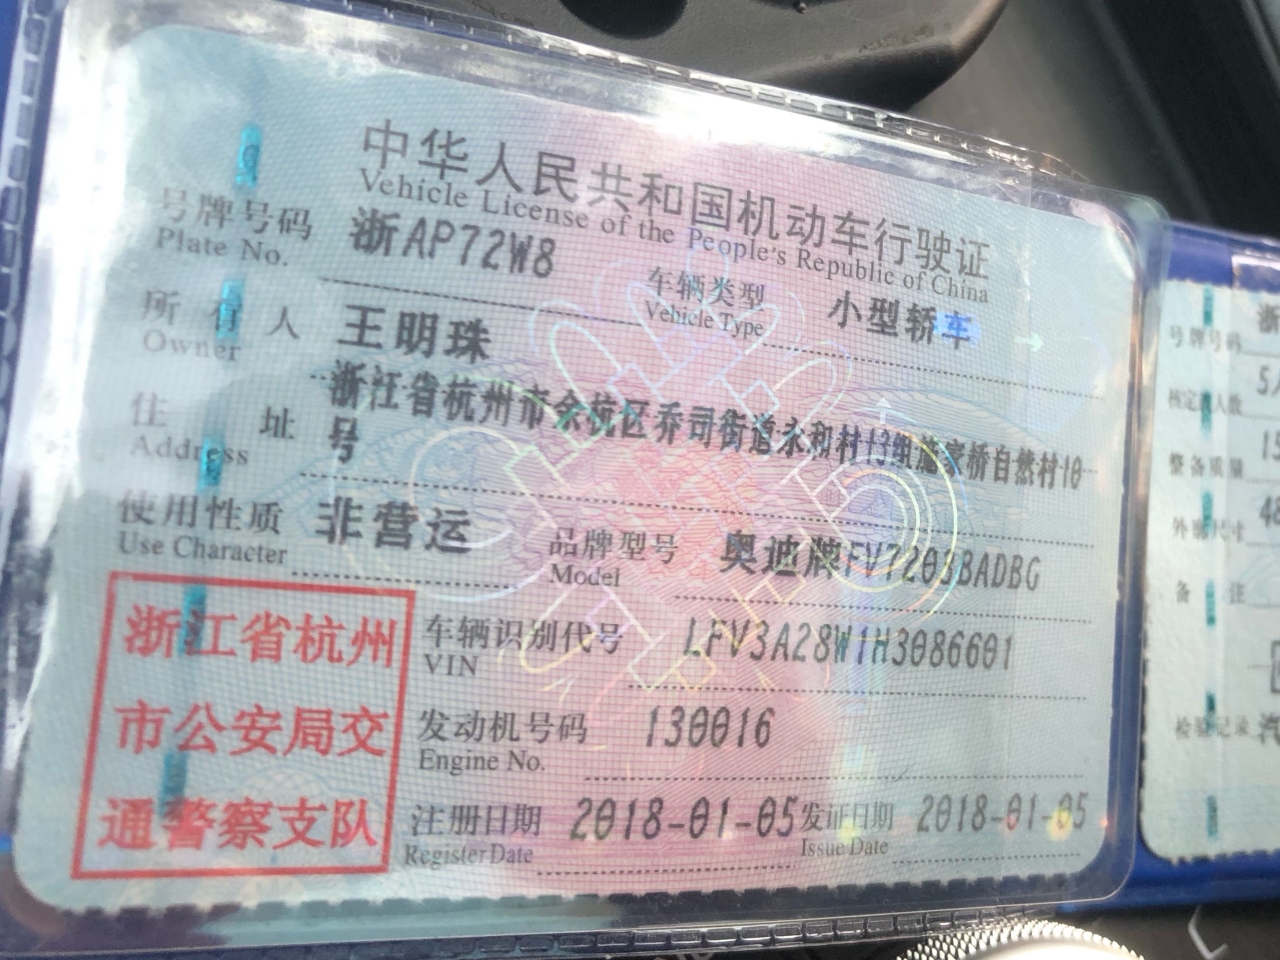 中华人民共和国机动车行驶证
Vehicle License of the People's Republic of China
号牌号码 浙AP72W8
Plate No.
车辆类型 小型轿车
Vehicle Type
所有人 王明珠
Owner
住址 浙江省杭州市余杭区乔司街道永和村13组施家桥自然村10
号
Address
使用性质 非营运
Use Character
品牌型号 奥迪牌FV7203BADBG
Model
浙江省杭州
市公安局交
通警察支队
车辆识别代号 LFV3A28W1H3086601
VIN
发动机号码 130016
Engine No.
注册日期 2018-01-05 发证日期 2018-01-05
Register Date Issue Date
号牌号码 浙
核定载人数
整备质量
外廓尺寸
备注
检验记录